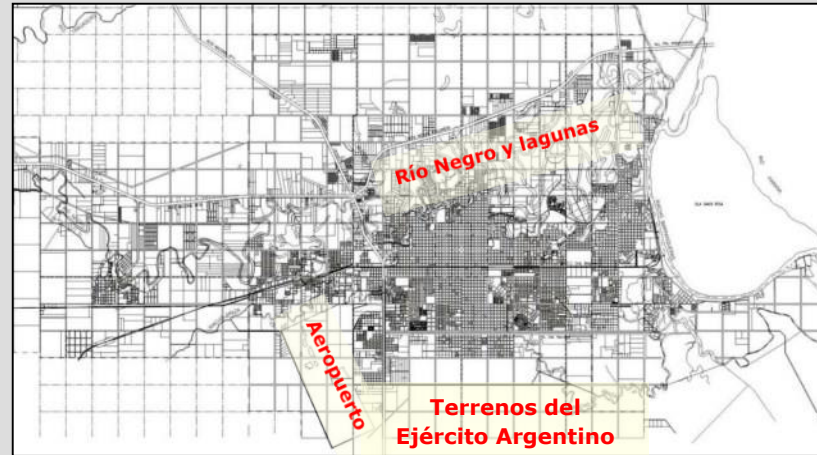 Río Negro y lagunas
Aeropuerto
Terrenos del
Ejército Argentino